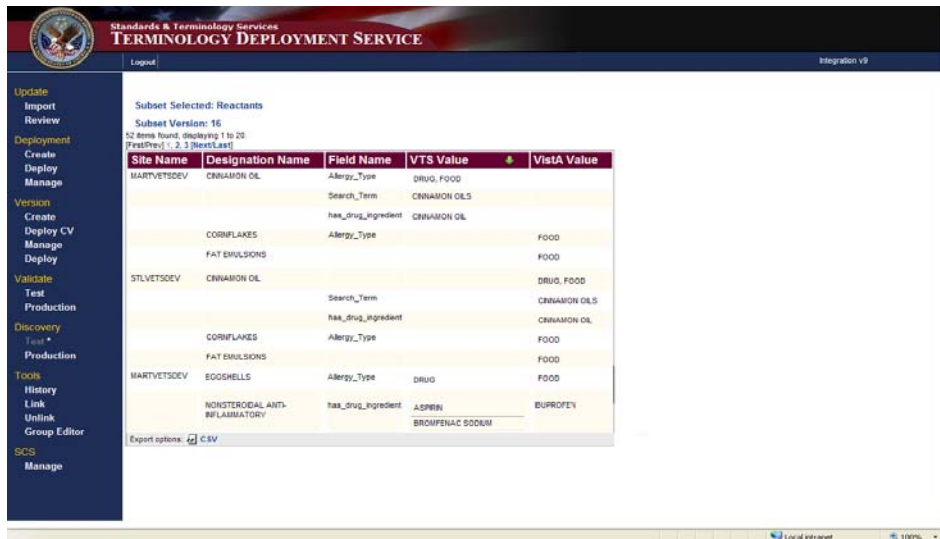 Standards & Terminology Services
TERMINOLOGY DEPLOYMENT SERVICE
Logout
Integration v9
Update
Import
Review
Deployment
Create
Deploy
Manage
Version
Create
Deploy CV
Manage
Deploy
Validate
Test
Production
Discovery
Test *
Production
Tools
History
Link
Unlink
Group Editor
SCS
Manage
Subset Selected: Reactants
Subset Version: 16
52 items found, displaying 1 to 20.
[First/Prev] 1, 2, 3 [Next/Last]
Site Name Designation Name Field Name VTS Value VistA Value
MARTVETSDEV CINNAMON OIL Allergy_Type DRUG, FOOD
Search_Term CINNAMON OILS
has_drug_ingredient CINNAMON OIL
CORNFLAKES Allergy_Type FOOD
FAT EMULSIONS FOOD
STLVETSDEV CINNAMON OIL DRUG, FOOD
Search_Term CINNAMON OILS
has_drug_ingredient CINNAMON OIL
CORNFLAKES Allergy_Type FOOD
FAT EMULSIONS FOOD
MARTVETSDEV EGGSHELLS Allergy_Type DRUG FOOD
NONSTEROIDAL ANTI-INFLAMMATORY has_drug_ingredient ASPIRIN IBUPROFEN
BROMFENAC SODIUM
Export options: CSV
Local intranet 100%